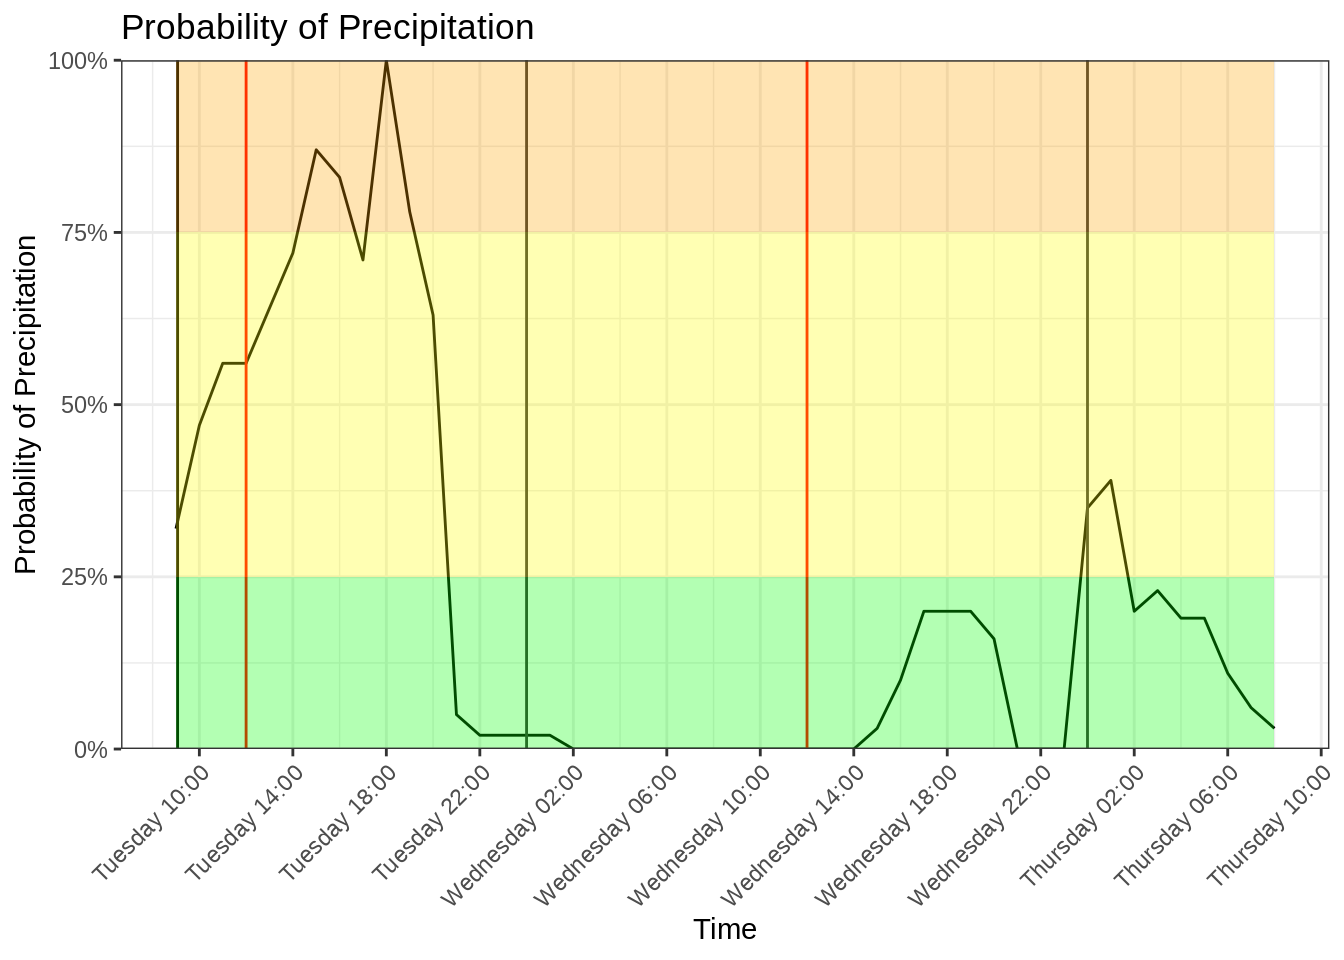 Probability of Precipitation
Probability of Precipitation
100%
75%
50%
25%
0%
Tuesday 10:00
Tuesday 14:00
Tuesday 18:00
Tuesday 22:00
Wednesday 02:00
Wednesday 06:00
Wednesday 10:00
Wednesday 14:00
Wednesday 18:00
Wednesday 22:00
Thursday 02:00
Thursday 06:00
Thursday 10:00
Time